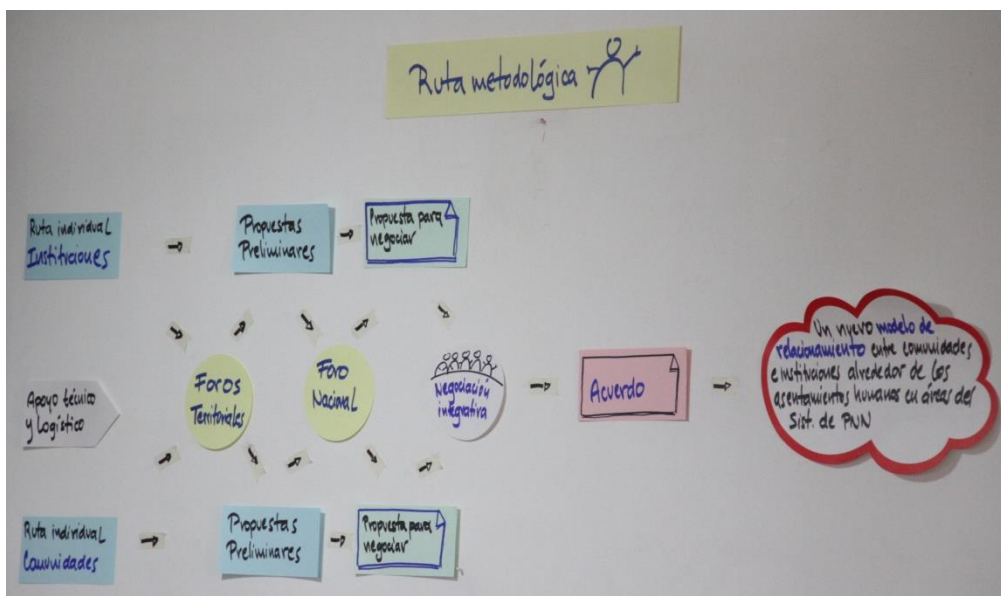 Ruta metodológica
Ruta individual
Instituciones
Propuestas
Preliminares
Propuesta para
negociar
Foros
Territoriales
Foro
Nacional
Negociación
integrativa
Acuerdo
Un nuevo modelo de
relacionamiento entre comunidades
e instituciones alrededor de los
asentamientos humanos en áreas del
Sist. de PNN
Apoyo técnico
y logístico
Ruta individual
Comunidades
Propuestas
Preliminares
Propuesta para
negociar